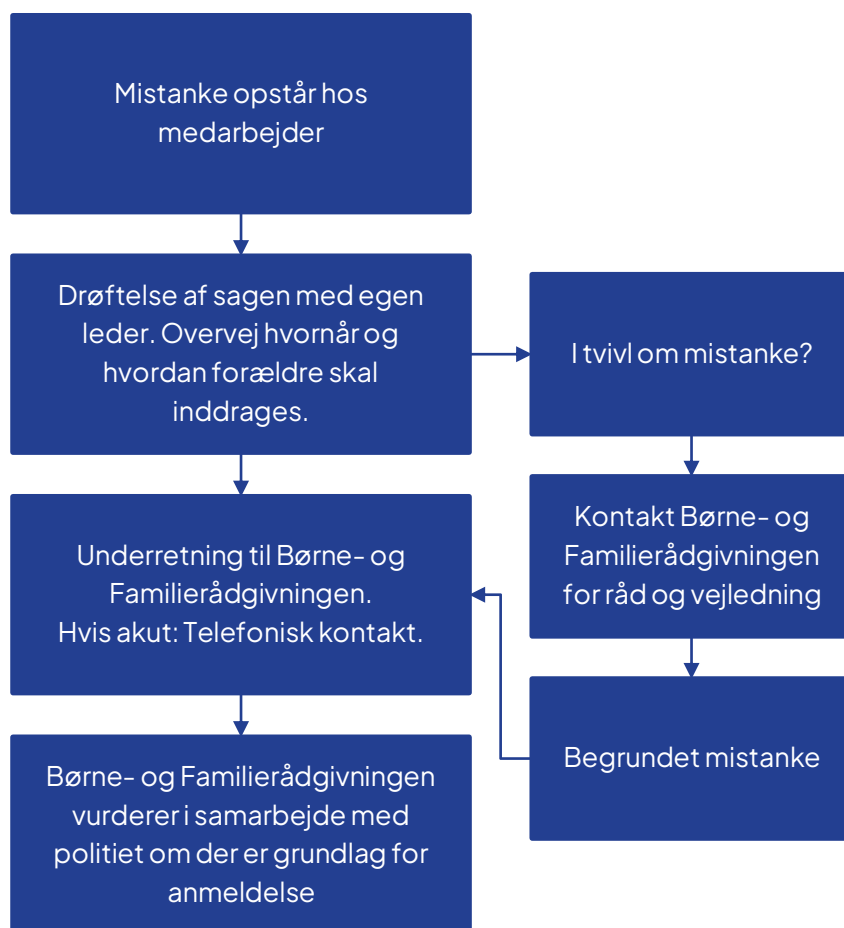 Mistanke opstår hos
medarbejder
Drøftelse af sagen med egen
leder. Overvej hvornår og
hvordan forældre skal
inddrages.
I tvivl om mistanke?
Kontakt Børne- og
Familierådgivningen
for råd og vejledning
Begrundet mistanke
Underretning til Børne- og
Familierådgivningen.
Hvis akut: Telefonisk kontakt.
Børne- og Familierådgivningen
vurderer i samarbejde med
politiet om der er grundlag for
anmeldelse